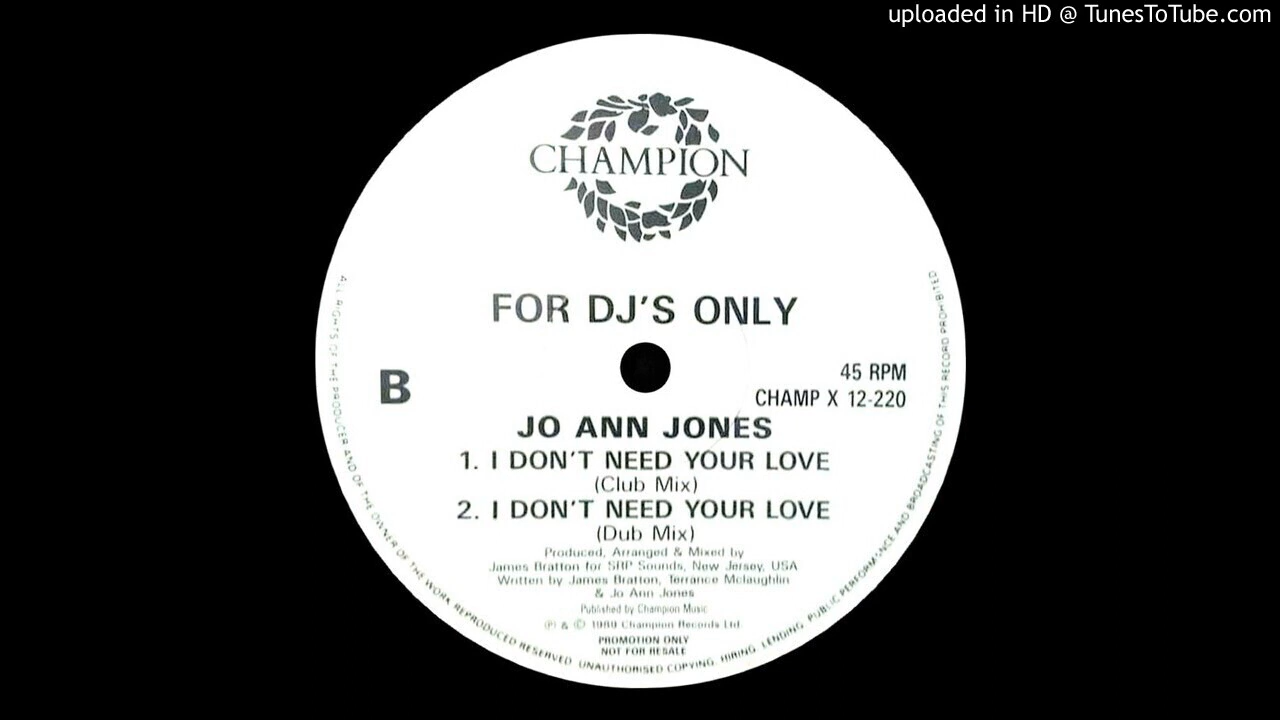 uploaded in HD @ TunesToTube.com
CHAMPION
FOR DJ'S ONLY
B
45 RPM
CHAMP X 12-220
JO ANN JONES
1. I DON'T NEED YOUR LOVE
(Club Mix)
2. I DON'T NEED YOUR LOVE
(Dub Mix)
Produced, Arranged & Mixed by
James Bratton for SRP Sounds, New Jersey, USA
Written by James Bratton, Terrance Mclaughlin
& Jo Ann Jones
Published by Champion Music
℗ & © 1989 Champion Records Ltd.
PROMOTION ONLY
NOT FOR RESALE
ALL RIGHTS OF THE PRODUCER AND OF THE OWNER OF THE WORK REPRODUCED RESERVED. UNAUTHORISED COPYING, HIRING, LENDING, PUBLIC PERFORMANCE AND BROADCASTING OF THIS RECORD PROHIBITED